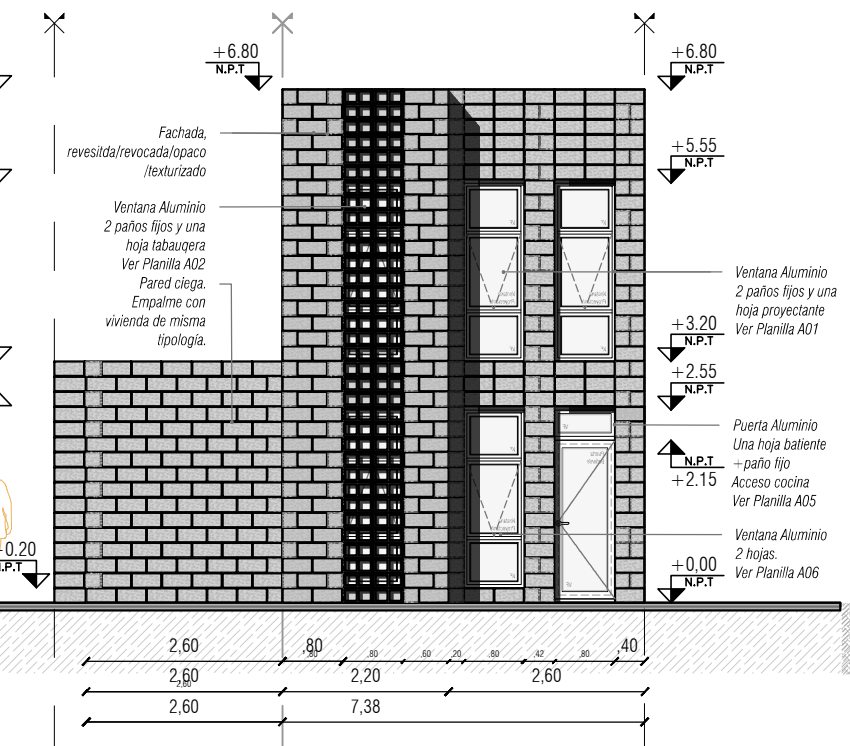 +6.80
N.P.T
+6.80
N.P.T
Fachada,
revesitda/revocada/opaco
/texturizado
+5.55
N.P.T
Ventana Aluminio
2 paños fijos y una
hoja tabauqera
Ver Planilla A02
Pared ciega.
Empalme con
vivienda de misma
tipología.
Ventana Aluminio
2 paños fijos y una
hoja proyectante
Ver Planilla A01
+3.20
N.P.T
+2.55
N.P.T
Puerta Aluminio
Una hoja batiente
+paño fijo
Acceso cocina
Ver Planilla A05
N.P.T
+2.15
Ventana Aluminio
2 hojas.
Ver Planilla A06
0.20
.P.T
+0,00
N.P.T
2,60 ,80 ,40
,80 ,80 ,60 ,20 ,80 ,42 ,80
2,60 2,20 2,60
2,60
2,60 7,38